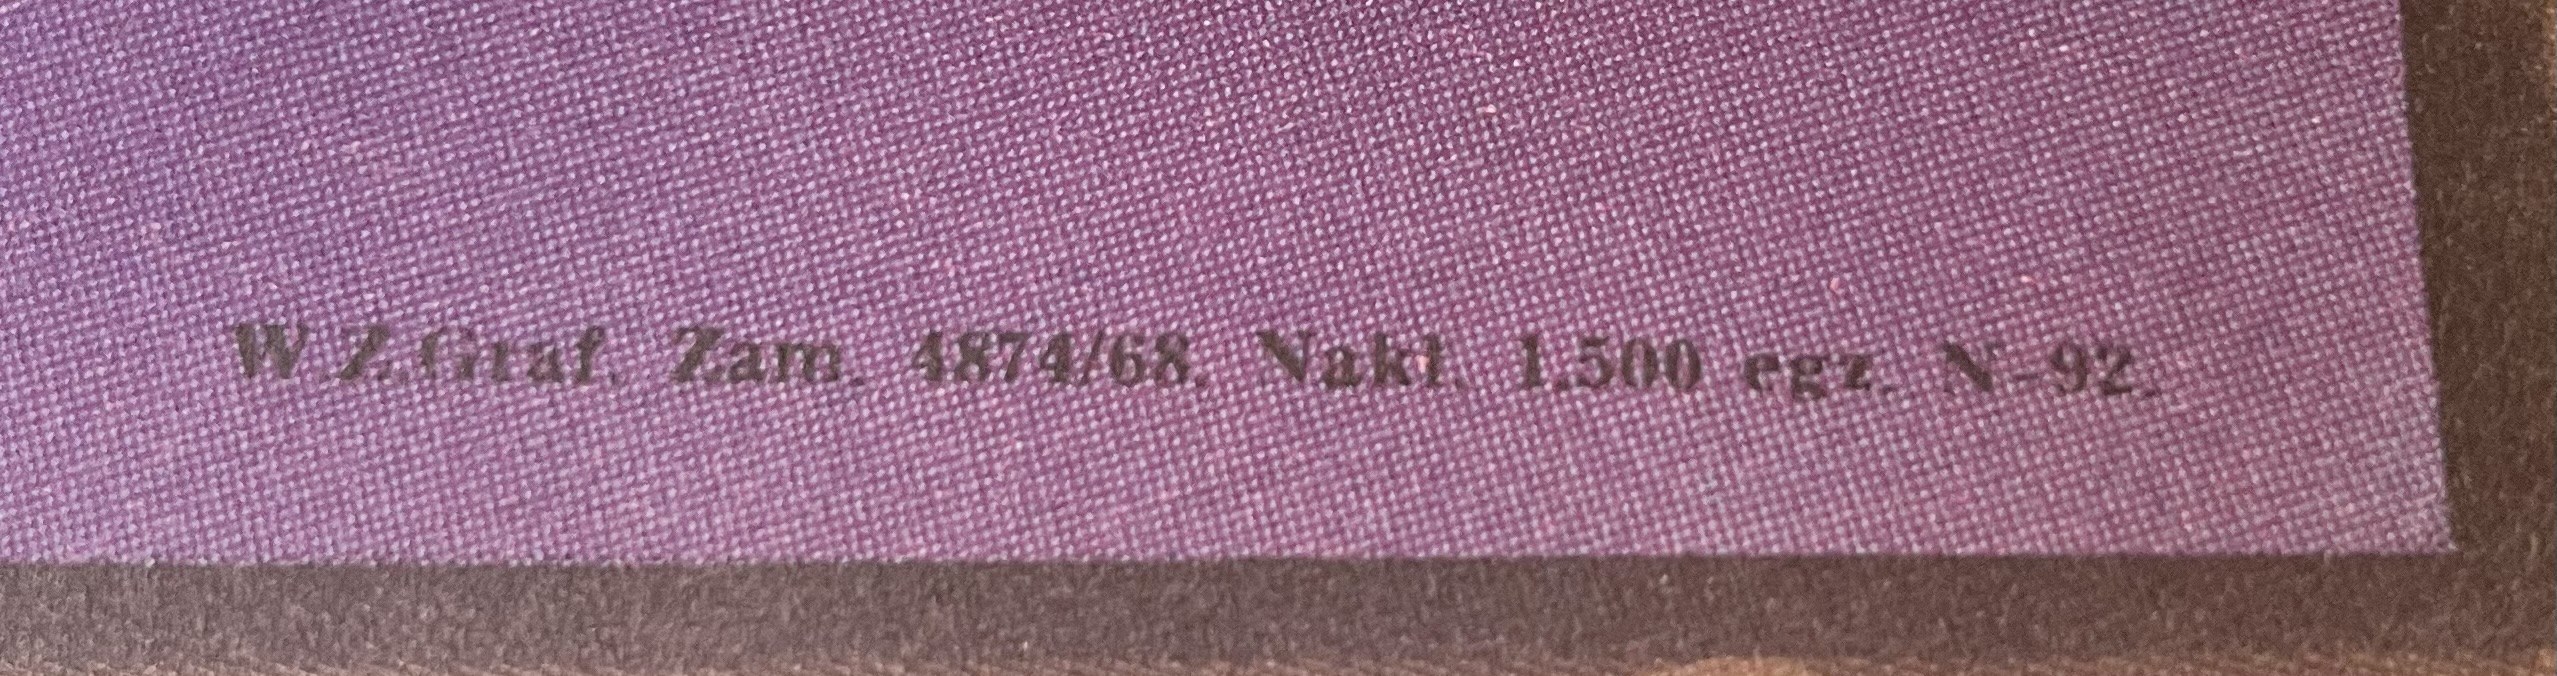 W.Z.Graf. Zam. 4874/68. Nakł. 1.500 egz. N-92.